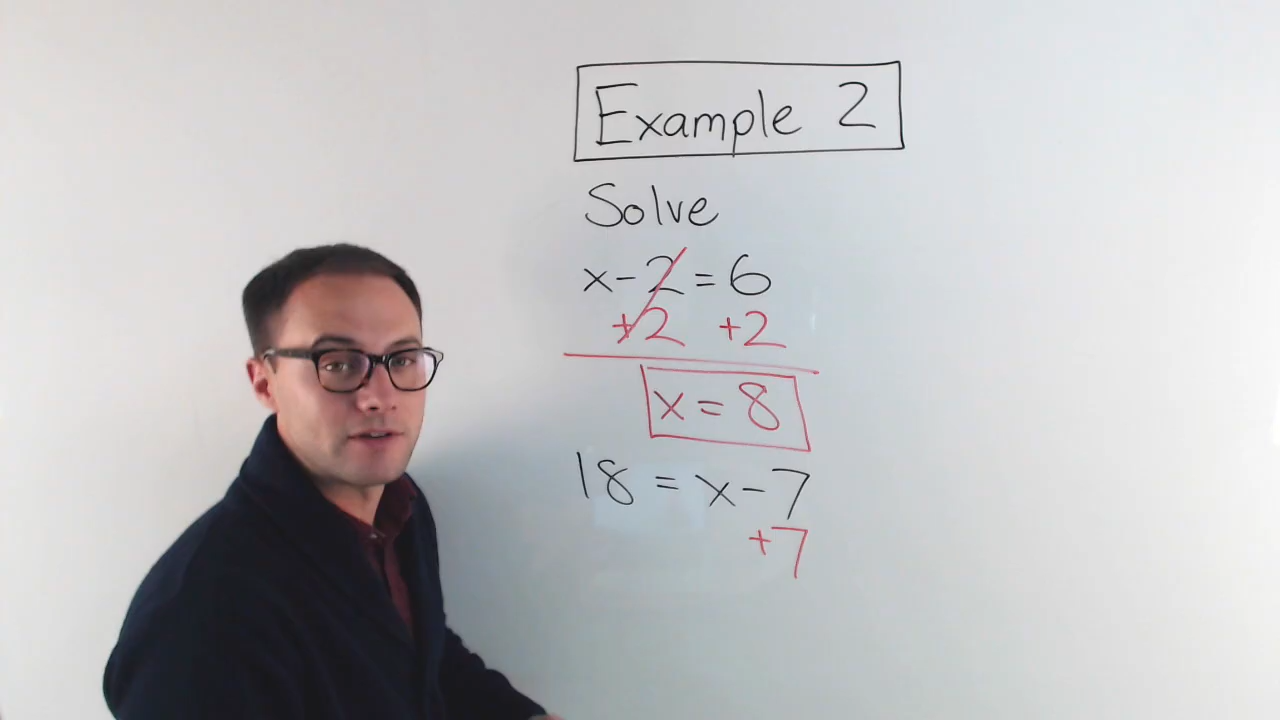 Example 2
Solve
x-2=6
+2 +2
x=8
18=x-7
+7